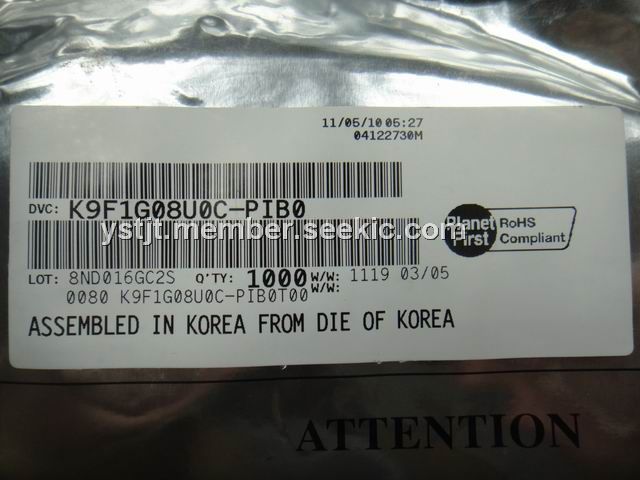 11/05/10 05:27
04122730M
DVC: K9F1G08U0C-PIB0
Planet First RoHS Compliant
ystjt.member.seekic.com
LOT: 8ND016GC2S Q'TY: 1000 W/W: 1119 03/05
0080 K9F1G08U0C-PIB0T00 W/W:
ASSEMBLED IN KOREA FROM DIE OF KOREA
ATTENTION